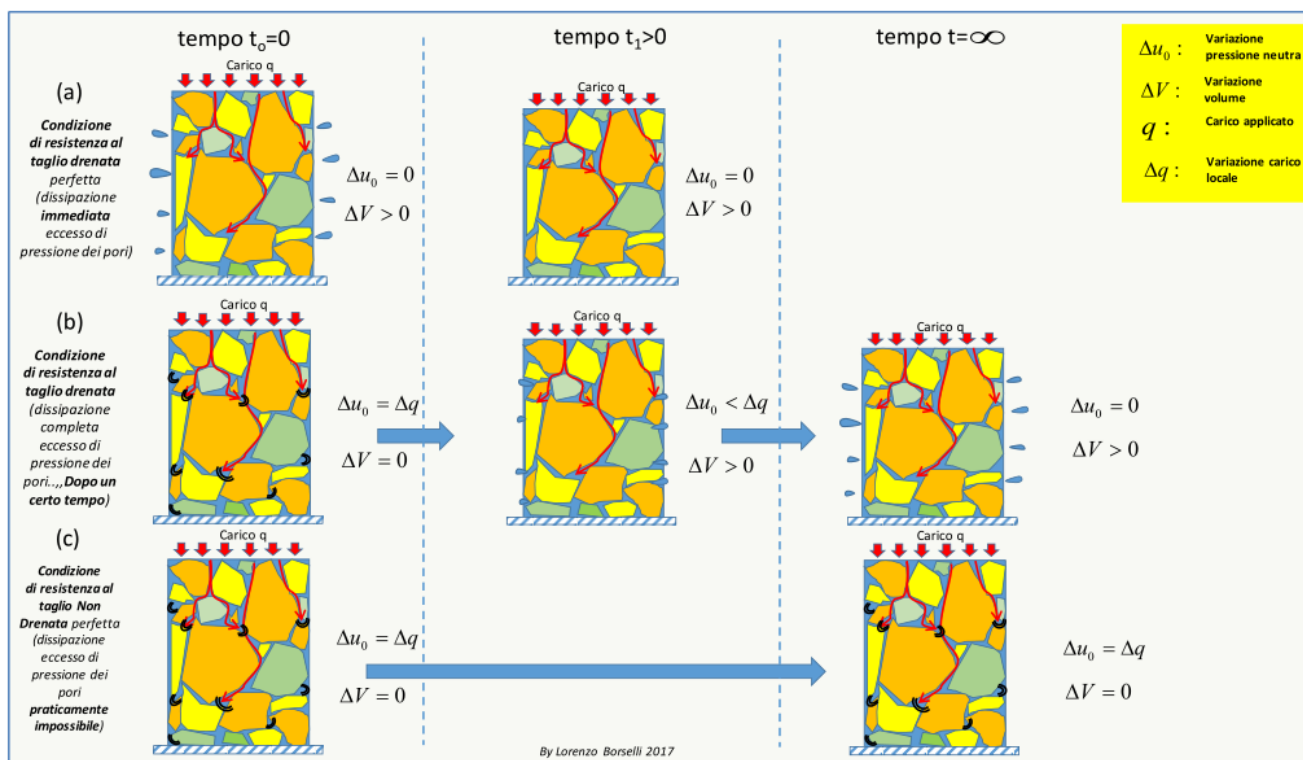 tempo t₀=0
tempo t₁>0
tempo t=∞
Δu₀ : Variazione
pressione neutra
ΔV : Variazione
volume
q : Carico applicato
Δq : Variazione carico
locale
(a)
Condizione
di resistenza al
taglio drenata
perfetta
(dissipazione
immediata
eccesso di
pressione dei pori)
Carico q
Δu₀ = 0
ΔV > 0
Carico q
Δu₀ = 0
ΔV > 0
(b)
Condizione
di resistenza al
taglio drenata
(dissipazione
completa
eccesso di
pressione dei
pori..,,Dopo un
certo tempo)
Carico q
Δu₀ = Δq
ΔV = 0
Carico q
Δu₀ < Δq
ΔV > 0
Carico q
Δu₀ = 0
ΔV > 0
(c)
Condizione
di resistenza al
taglio Non
Drenata perfetta
(dissipazione
eccesso di
pressione dei
pori
praticamente
impossibile)
Carico q
Δu₀ = Δq
ΔV = 0
Carico q
Δu₀ = Δq
ΔV = 0
By Lorenzo Borselli 2017